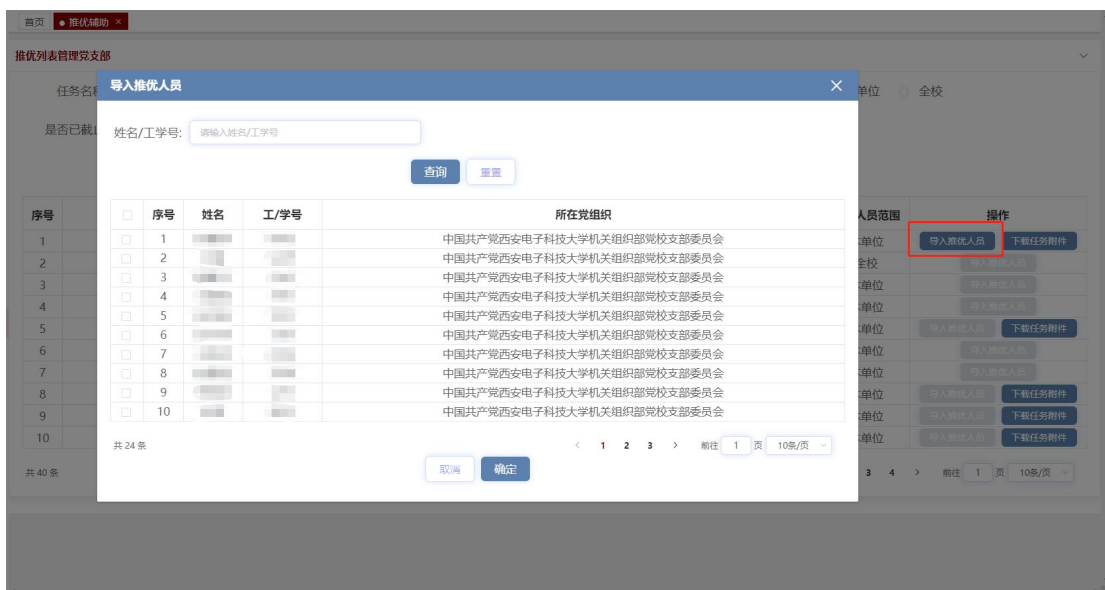 首页 ● 推优辅助 ×
推优列表管理党支部
任务名称
单位 全校
是否已截止
导入推优人员
姓名/工学号: 请输入姓名/工学号
查询 重置
序号 姓名 工/学号 所在党组织
1 中国共产党西安电子科技大学机关组织部党校支部委员会
2 中国共产党西安电子科技大学机关组织部党校支部委员会
3 中国共产党西安电子科技大学机关组织部党校支部委员会
4 中国共产党西安电子科技大学机关组织部党校支部委员会
5 中国共产党西安电子科技大学机关组织部党校支部委员会
6 中国共产党西安电子科技大学机关组织部党校支部委员会
7 中国共产党西安电子科技大学机关组织部党校支部委员会
8 中国共产党西安电子科技大学机关组织部党校支部委员会
9 中国共产党西安电子科技大学机关组织部党校支部委员会
10 中国共产党西安电子科技大学机关组织部党校支部委员会
共 24 条 < 1 2 3 > 前往 1 页 10条/页
取消 确定
序号 人员范围 操作
1 单位 导入推优人员 下载任务附件
2 全校 导入推优人员
3 单位 导入推优人员
4 单位 导入推优人员
5 单位 导入推优人员 下载任务附件
6 单位 导入推优人员
7 单位 导入推优人员
8 单位 导入推优人员 下载任务附件
9 单位 导入推优人员 下载任务附件
10 单位 导入推优人员 下载任务附件
共 40 条 3 4 > 前往 1 页 10条/页